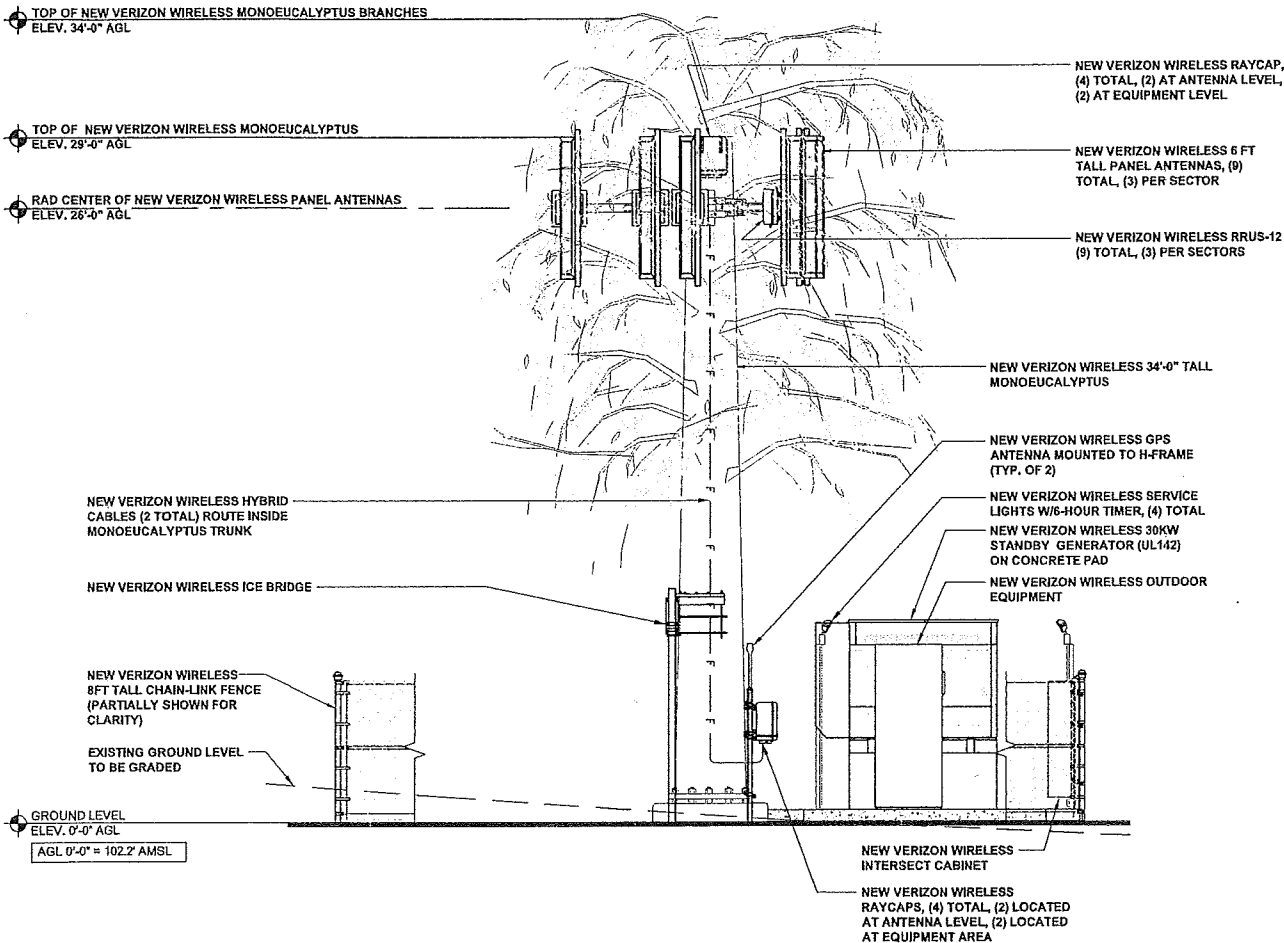 TOP OF NEW VERIZON WIRELESS MONOEUCALYPTUS BRANCHES
ELEV. 34'-0" AGL
TOP OF NEW VERIZON WIRELESS MONOEUCALYPTUS
ELEV. 29'-0" AGL
RAD CENTER OF NEW VERIZON WIRELESS PANEL ANTENNAS
ELEV. 26'-0" AGL
NEW VERIZON WIRELESS RAYCAP,
(4) TOTAL, (2) AT ANTENNA LEVEL,
(2) AT EQUIPMENT LEVEL
NEW VERIZON WIRELESS 6 FT
TALL PANEL ANTENNAS, (9)
TOTAL, (3) PER SECTOR
NEW VERIZON WIRELESS RRUS-12
(9) TOTAL, (3) PER SECTORS
NEW VERIZON WIRELESS 34'-0" TALL
MONOEUCALYPTUS
NEW VERIZON WIRELESS GPS
ANTENNA MOUNTED TO H-FRAME
(TYP. OF 2)
NEW VERIZON WIRELESS SERVICE
LIGHTS W/6-HOUR TIMER, (4) TOTAL
NEW VERIZON WIRELESS 30KW
STANDBY GENERATOR (UL142)
ON CONCRETE PAD
NEW VERIZON WIRELESS OUTDOOR
EQUIPMENT
NEW VERIZON WIRELESS HYBRID
CABLES (2 TOTAL) ROUTE INSIDE
MONOEUCALYPTUS TRUNK
NEW VERIZON WIRELESS ICE BRIDGE
NEW VERIZON WIRELESS
8FT TALL CHAIN-LINK FENCE
(PARTIALLY SHOWN FOR
CLARITY)
EXISTING GROUND LEVEL
TO BE GRADED
GROUND LEVEL
ELEV. 0'-0" AGL
AGL 0'-0" = 102.2' AMSL
NEW VERIZON WIRELESS
INTERSECT CABINET
NEW VERIZON WIRELESS
RAYCAPS, (4) TOTAL, (2) LOCATED
AT ANTENNA LEVEL, (2) LOCATED
AT EQUIPMENT AREA